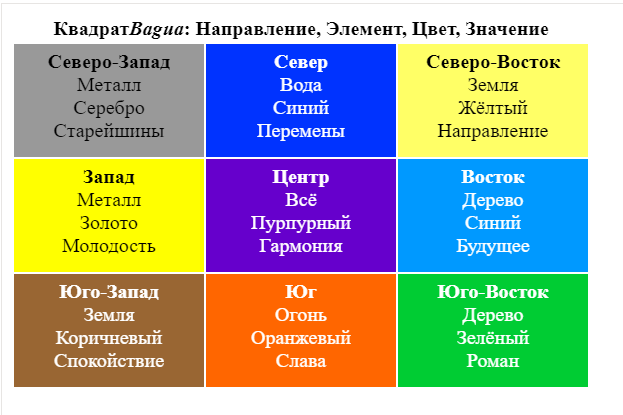 КвадратBagua: Направление, Элемент, Цвет, Значение
Северо-Запад
Металл
Серебро
Старейшины
Север
Вода
Синий
Перемены
Северо-Восток
Земля
Жёлтый
Направление
Запад
Металл
Золото
Молодость
Центр
Всё
Пурпурный
Гармония
Восток
Дерево
Синий
Будущее
Юго-Запад
Земля
Коричневый
Спокойствие
Юг
Огонь
Оранжевый
Слава
Юго-Восток
Дерево
Зелёный
Роман